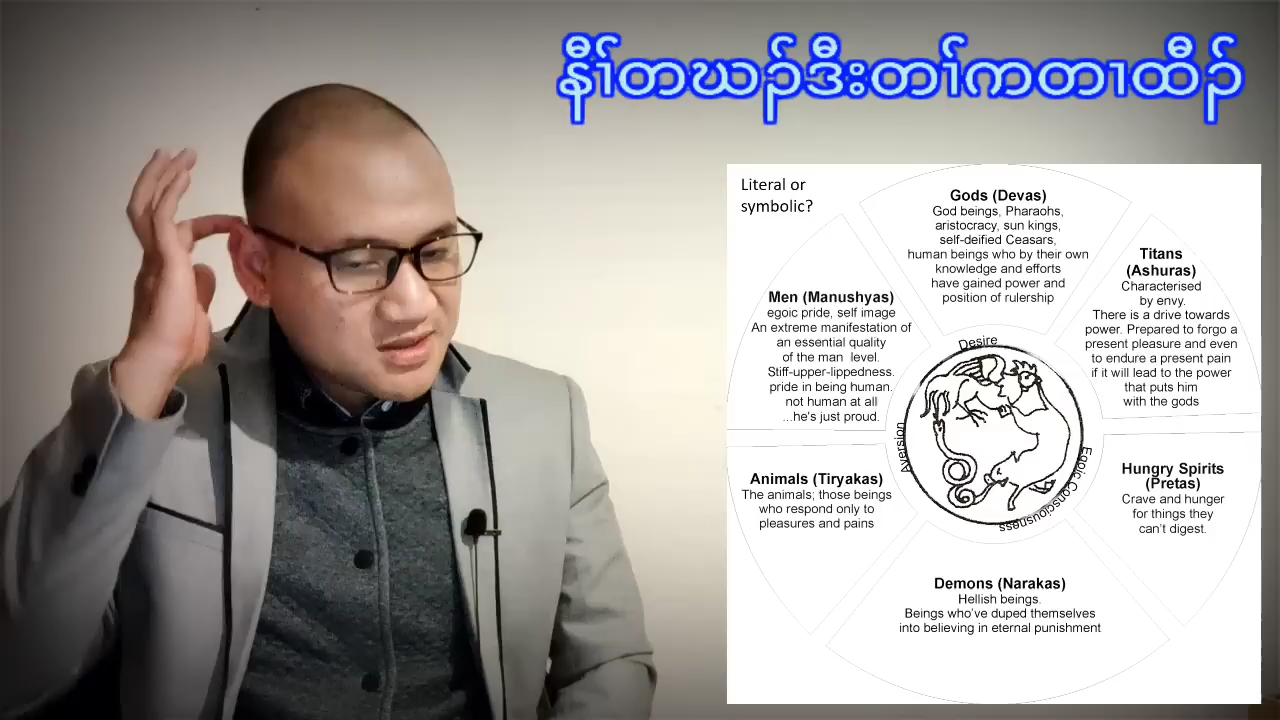 နီၢ်တဃၣ်ဒီးတၢ်ကတၢထီၣ်
Literal or
symbolic?
Gods (Devas)
God beings, Pharaohs,
aristocracy, sun kings,
self-deified Ceasars,
human beings who by their own
knowledge and efforts
have gained power and
position of rulership
Titans
(Ashuras)
Characterised
by envy.
There is a drive towards
power. Prepared to forgo a
present pleasure and even
to endure a present pain
if it will lead to the power
that puts him
with the gods
Men (Manushyas)
egoic pride, self image
An extreme manifestation of
an essential quality
of the man level.
Stiff-upper-lippedness.
pride in being human.
not human at all
...he's just proud.
Desire
Aversion
Egoic Consciousness
Animals (Tiryakas)
The animals; those beings
who respond only to
pleasures and pains
Hungry Spirits
(Pretas)
Crave and hunger
for things they
can't digest.
Demons (Narakas)
Hellish beings.
Beings who've duped themselves
into believing in eternal punishment